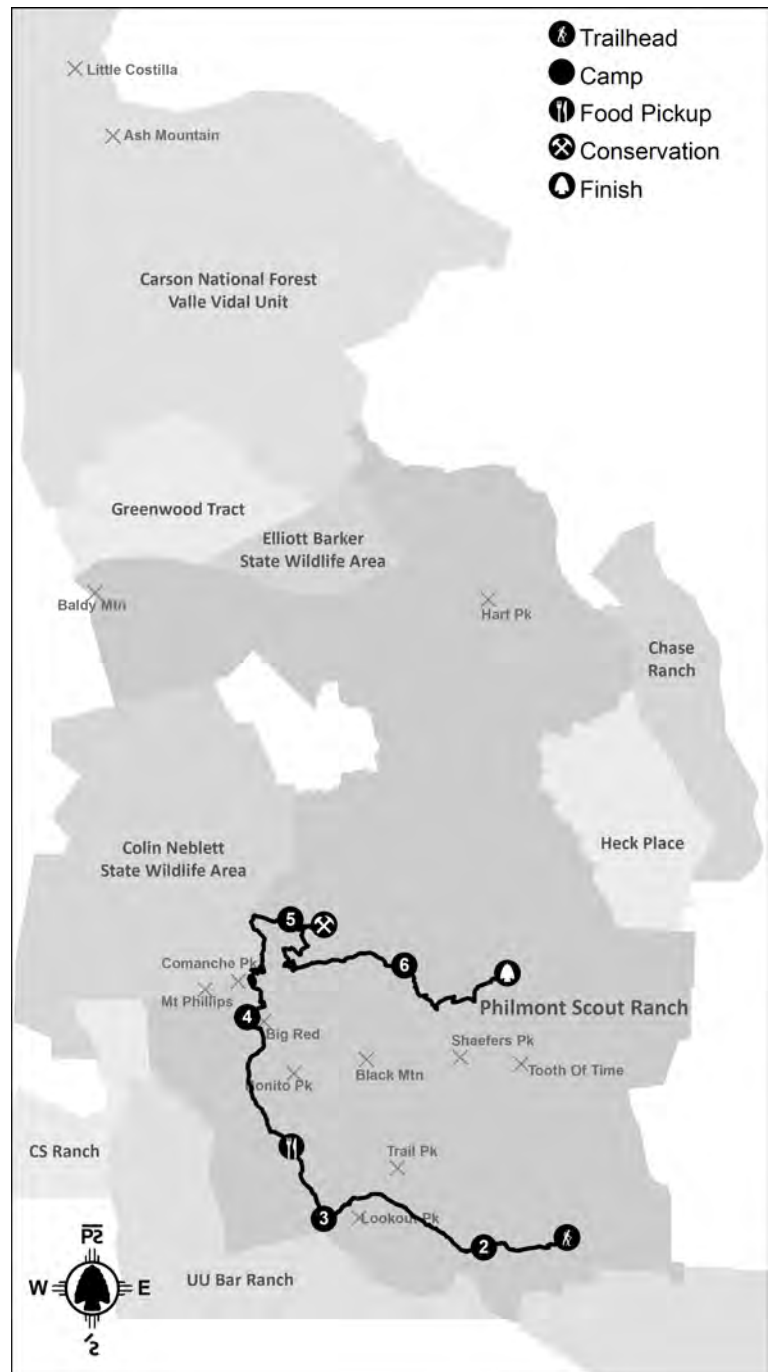 Trailhead
Camp
Food Pickup
Conservation
Finish
Little Costilla
Ash Mountain
Carson National Forest
Valle Vidal Unit
Greenwood Tract
Elliott Barker
State Wildlife Area
Baldy Mtn
Hart Pk
Chase
Ranch
Colin Neblett
State Wildlife Area
Heck Place
5
Comanche Pk
6
Mt Phillips
Philmont Scout Ranch
4
Big Red
Shaefers Pk
Black Mtn
Tooth Of Time
Bonito Pk
CS Ranch
Trail Pk
3
Lookout Pk
2
UU Bar Ranch
W
E